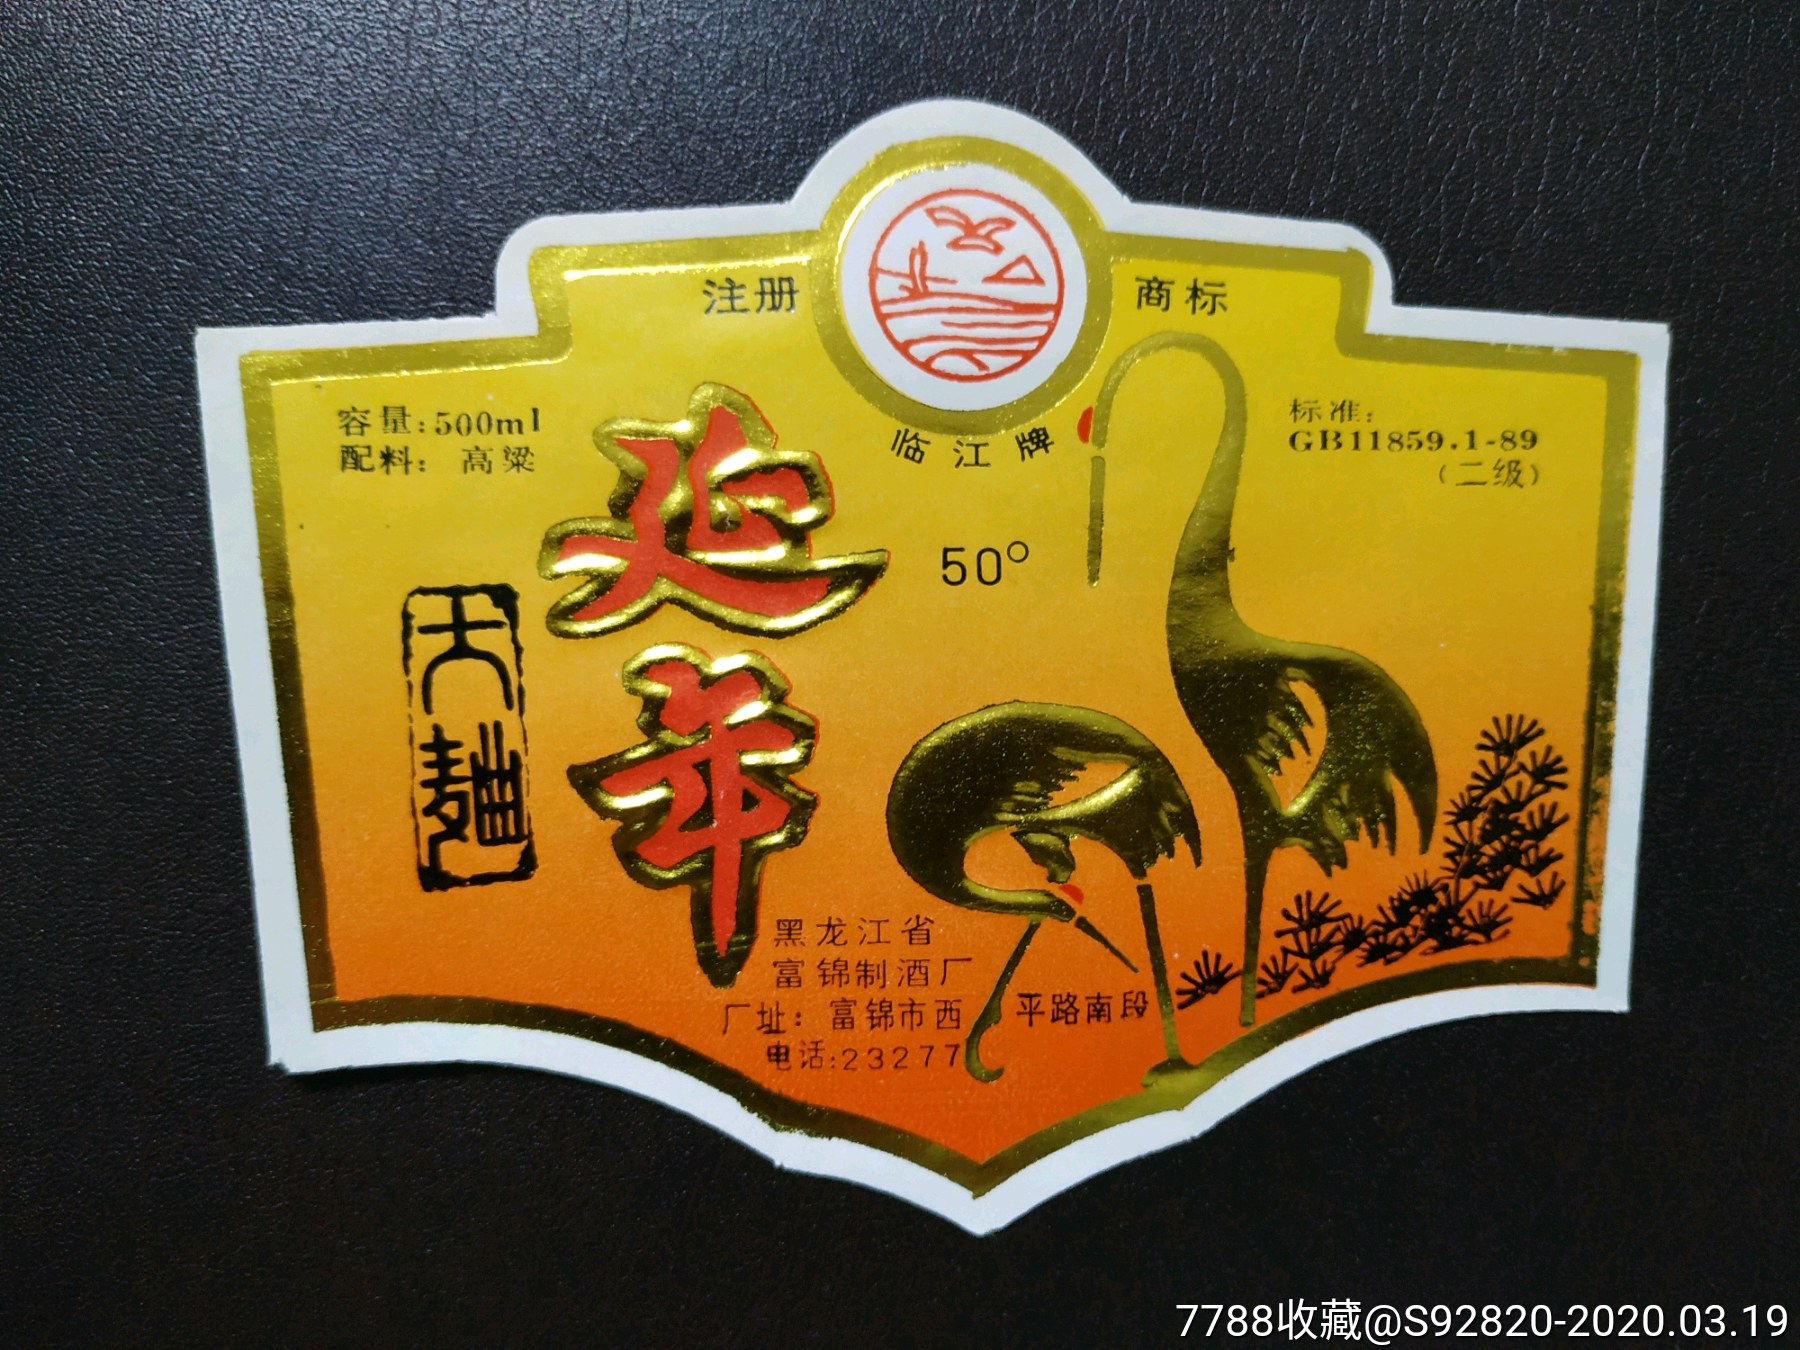 注册 商标
临江牌
容量:500ml
配料: 高粱
标准:
GB11859.1-89
(二级)
延年
50°
大麯
黑龙江省
富锦制酒厂
厂址: 富锦市西平路南段
电话:23277
7788收藏@S92820-2020.03.19